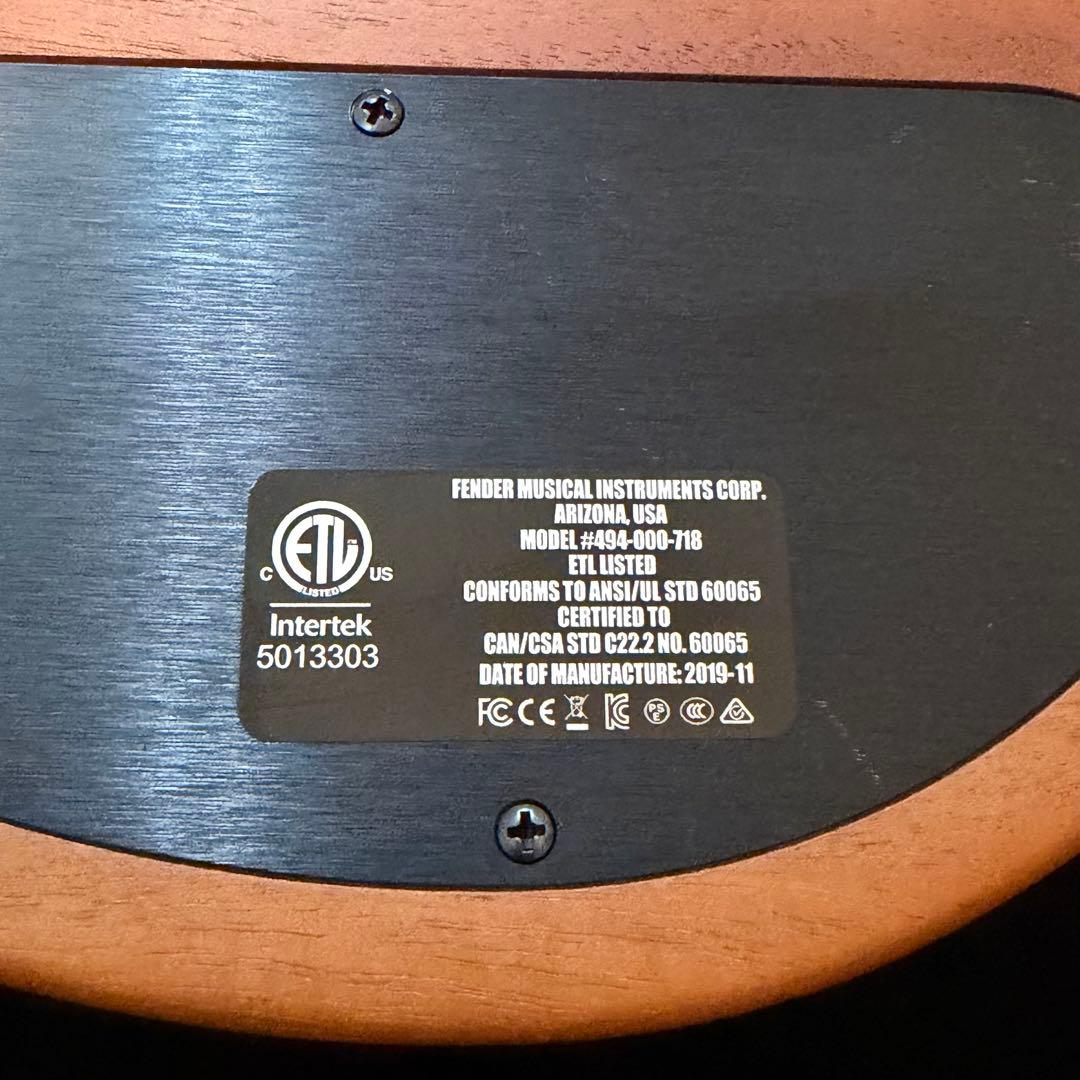 FENDER MUSICAL INSTRUMENTS CORP.
ARIZONA, USA
MODEL #494-000-718
ETL LISTED
CONFORMS TO ANSI/UL STD 60065
CERTIFIED TO
CAN/CSA STD C22.2 NO. 60065
DATE OF MANUFACTURE: 2019-11
FC CE PS E CCC
ETL
LISTED
C US
Intertek
5013303